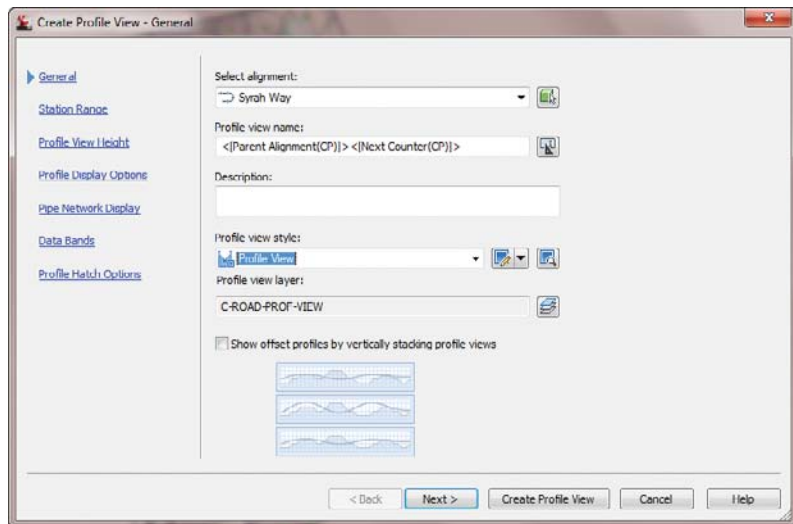 Create Profile View - General
General
Station Range
Profile View Height
Profile Display Options
Pipe Network Display
Data Bands
Profile Hatch Options
Select alignment:
Syrah Way
Profile view name:
<[Parent Alignment(CP)]> <[Next Counter(CP)]>
Description:
Profile view style:
Profile View
Profile view layer:
C-ROAD-PROF-VIEW
Show offset profiles by vertically stacking profile views
< Back
Next >
Create Profile View
Cancel
Help